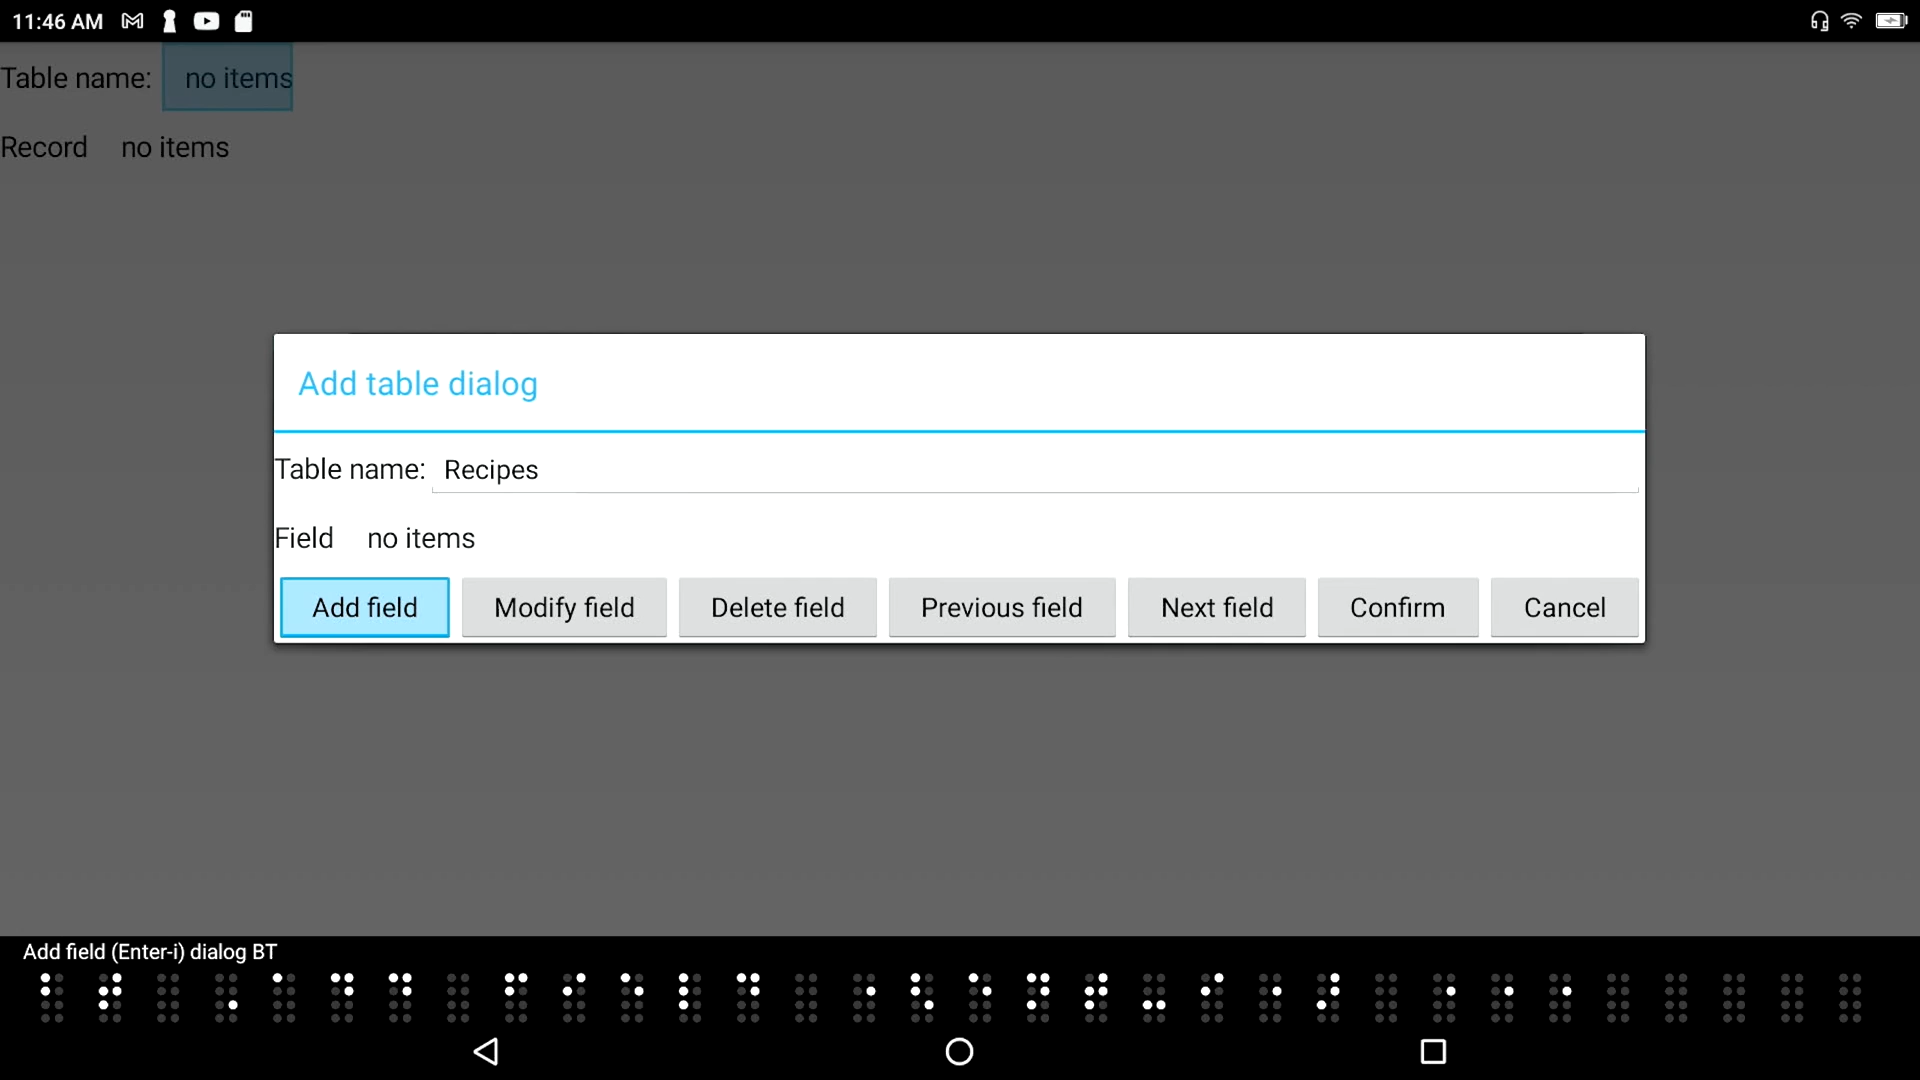 11:46 AM
Table name: no items
Record no items
Add table dialog
Table name: Recipes
Field no items
Add field Modify field Delete field Previous field Next field Confirm Cancel
Add field (Enter-i) dialog BT